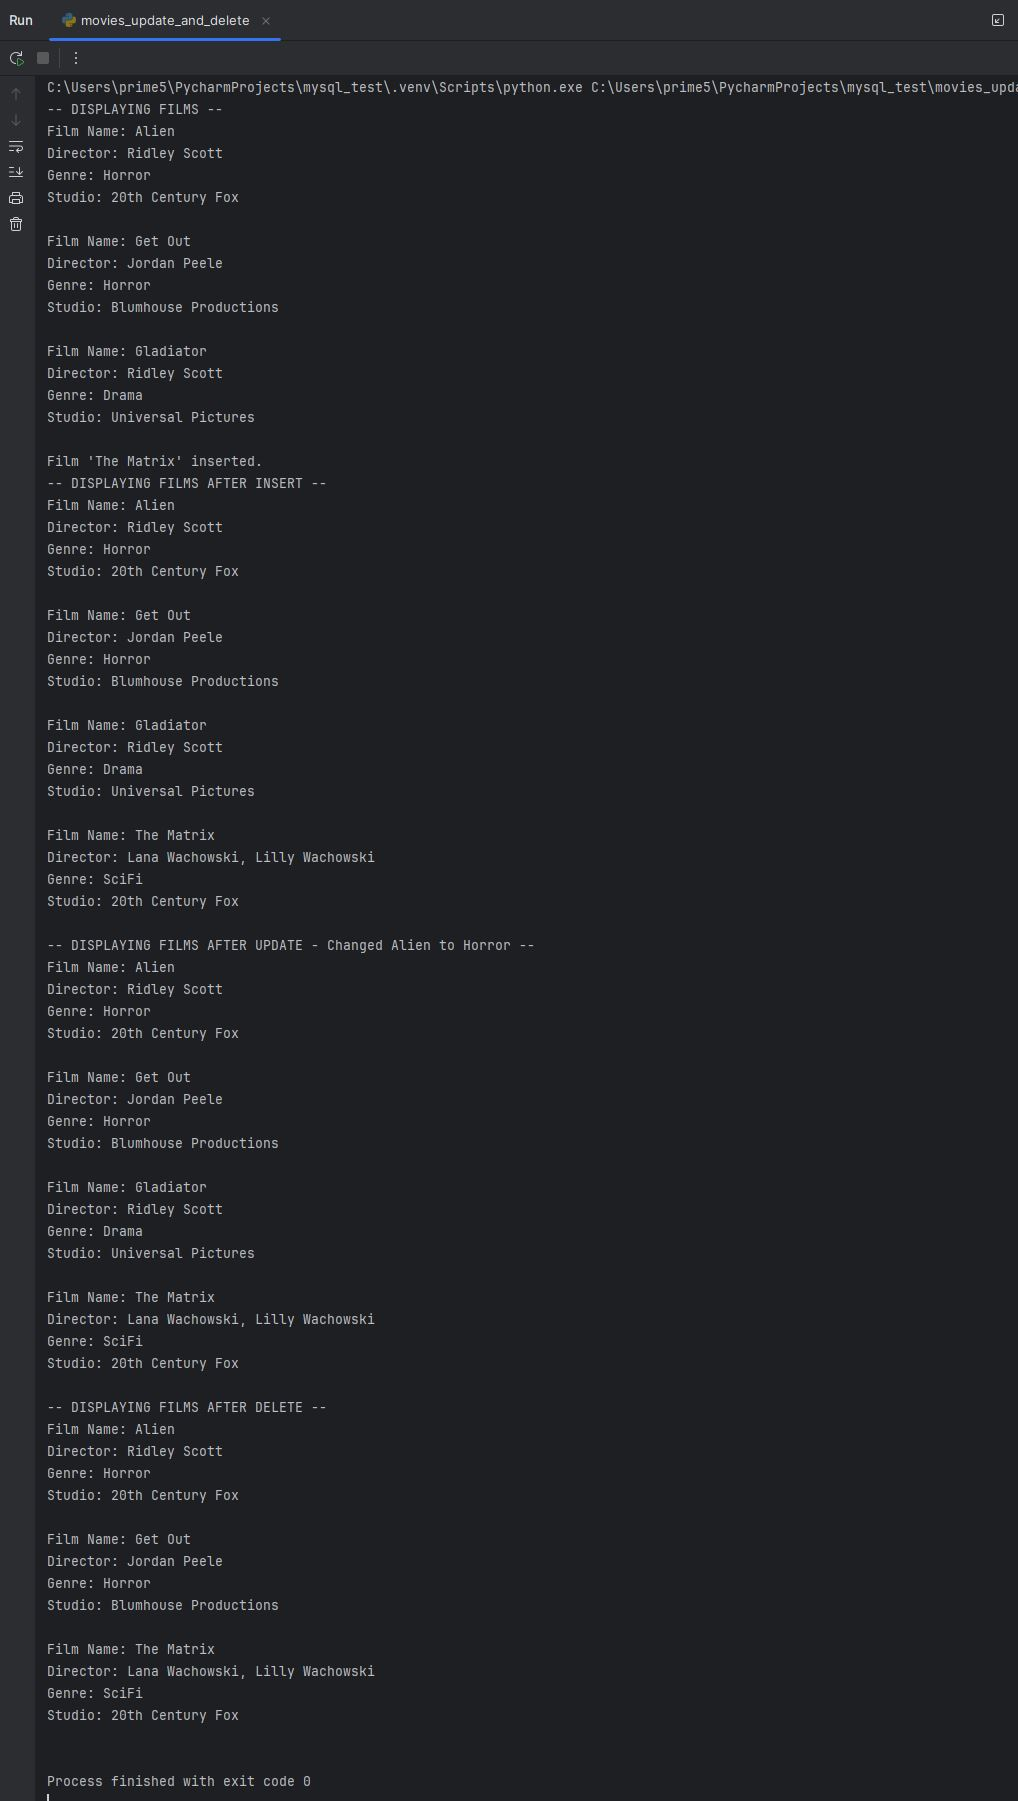 Run movies_update_and_delete
C:\Users\prime5\PycharmProjects\mysql_test\.venv\Scripts\python.exe C:\Users\prime5\PycharmProjects\mysql_test\movies_upda
-- DISPLAYING FILMS --
Film Name: Alien
Director: Ridley Scott
Genre: Horror
Studio: 20th Century Fox

Film Name: Get Out
Director: Jordan Peele
Genre: Horror
Studio: Blumhouse Productions

Film Name: Gladiator
Director: Ridley Scott
Genre: Drama
Studio: Universal Pictures

Film 'The Matrix' inserted.
-- DISPLAYING FILMS AFTER INSERT --
Film Name: Alien
Director: Ridley Scott
Genre: Horror
Studio: 20th Century Fox

Film Name: Get Out
Director: Jordan Peele
Genre: Horror
Studio: Blumhouse Productions

Film Name: Gladiator
Director: Ridley Scott
Genre: Drama
Studio: Universal Pictures

Film Name: The Matrix
Director: Lana Wachowski, Lilly Wachowski
Genre: SciFi
Studio: 20th Century Fox

-- DISPLAYING FILMS AFTER UPDATE - Changed Alien to Horror --
Film Name: Alien
Director: Ridley Scott
Genre: Horror
Studio: 20th Century Fox

Film Name: Get Out
Director: Jordan Peele
Genre: Horror
Studio: Blumhouse Productions

Film Name: Gladiator
Director: Ridley Scott
Genre: Drama
Studio: Universal Pictures

Film Name: The Matrix
Director: Lana Wachowski, Lilly Wachowski
Genre: SciFi
Studio: 20th Century Fox

-- DISPLAYING FILMS AFTER DELETE --
Film Name: Alien
Director: Ridley Scott
Genre: Horror
Studio: 20th Century Fox

Film Name: Get Out
Director: Jordan Peele
Genre: Horror
Studio: Blumhouse Productions

Film Name: The Matrix
Director: Lana Wachowski, Lilly Wachowski
Genre: SciFi
Studio: 20th Century Fox

Process finished with exit code 0